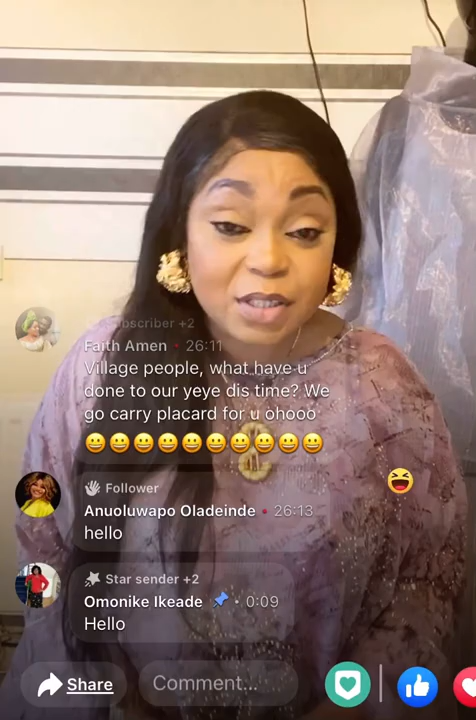 Subscriber +2
Faith Amen • 26:11
Village people, what have u
done to our yeye dis time? We
go carry placard for u ohooo
😀😀😀😀😀😀😀😀😀😀
Follower
Anuoluwapo Oladeinde • 26:13
hello
Star sender +2
Omonike Ikeade 📌 • 0:09
Hello
Share
Comment...